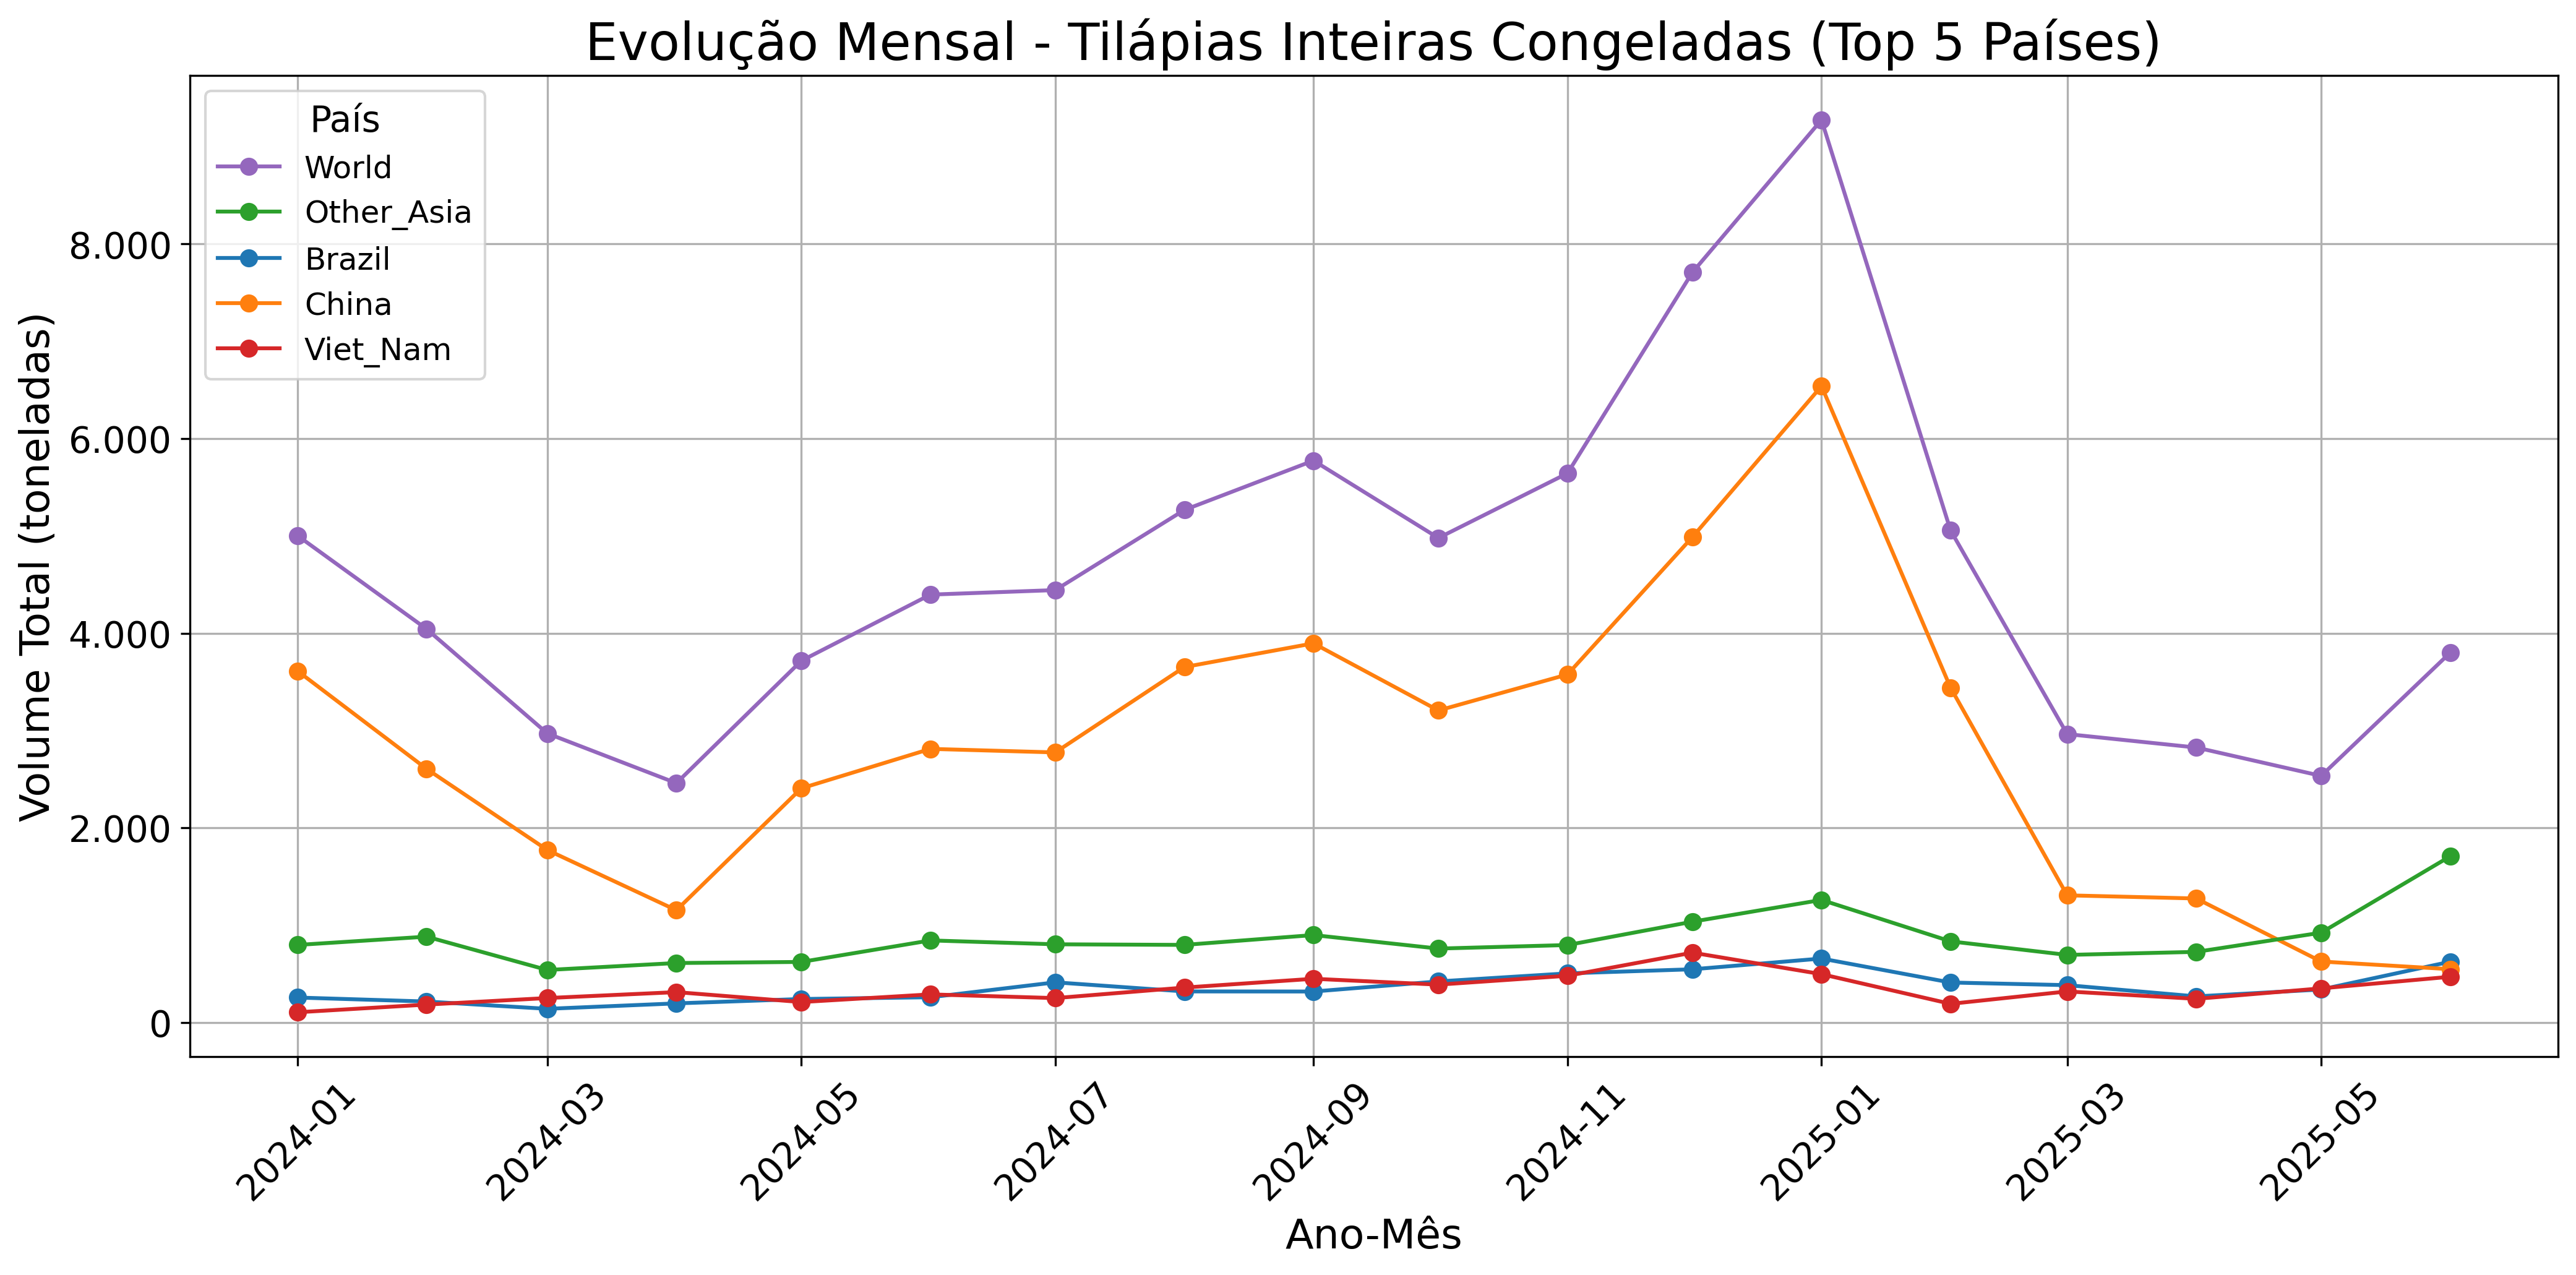 Evolução Mensal - Tilápias Inteiras Congeladas (Top 5 Países)
País
World
Other_Asia
Brazil
China
Viet_Nam
Volume Total (toneladas)
8.000
6.000
4.000
2.000
0
2024-01
2024-03
2024-05
2024-07
2024-09
2024-11
2025-01
2025-03
2025-05
Ano-Mês